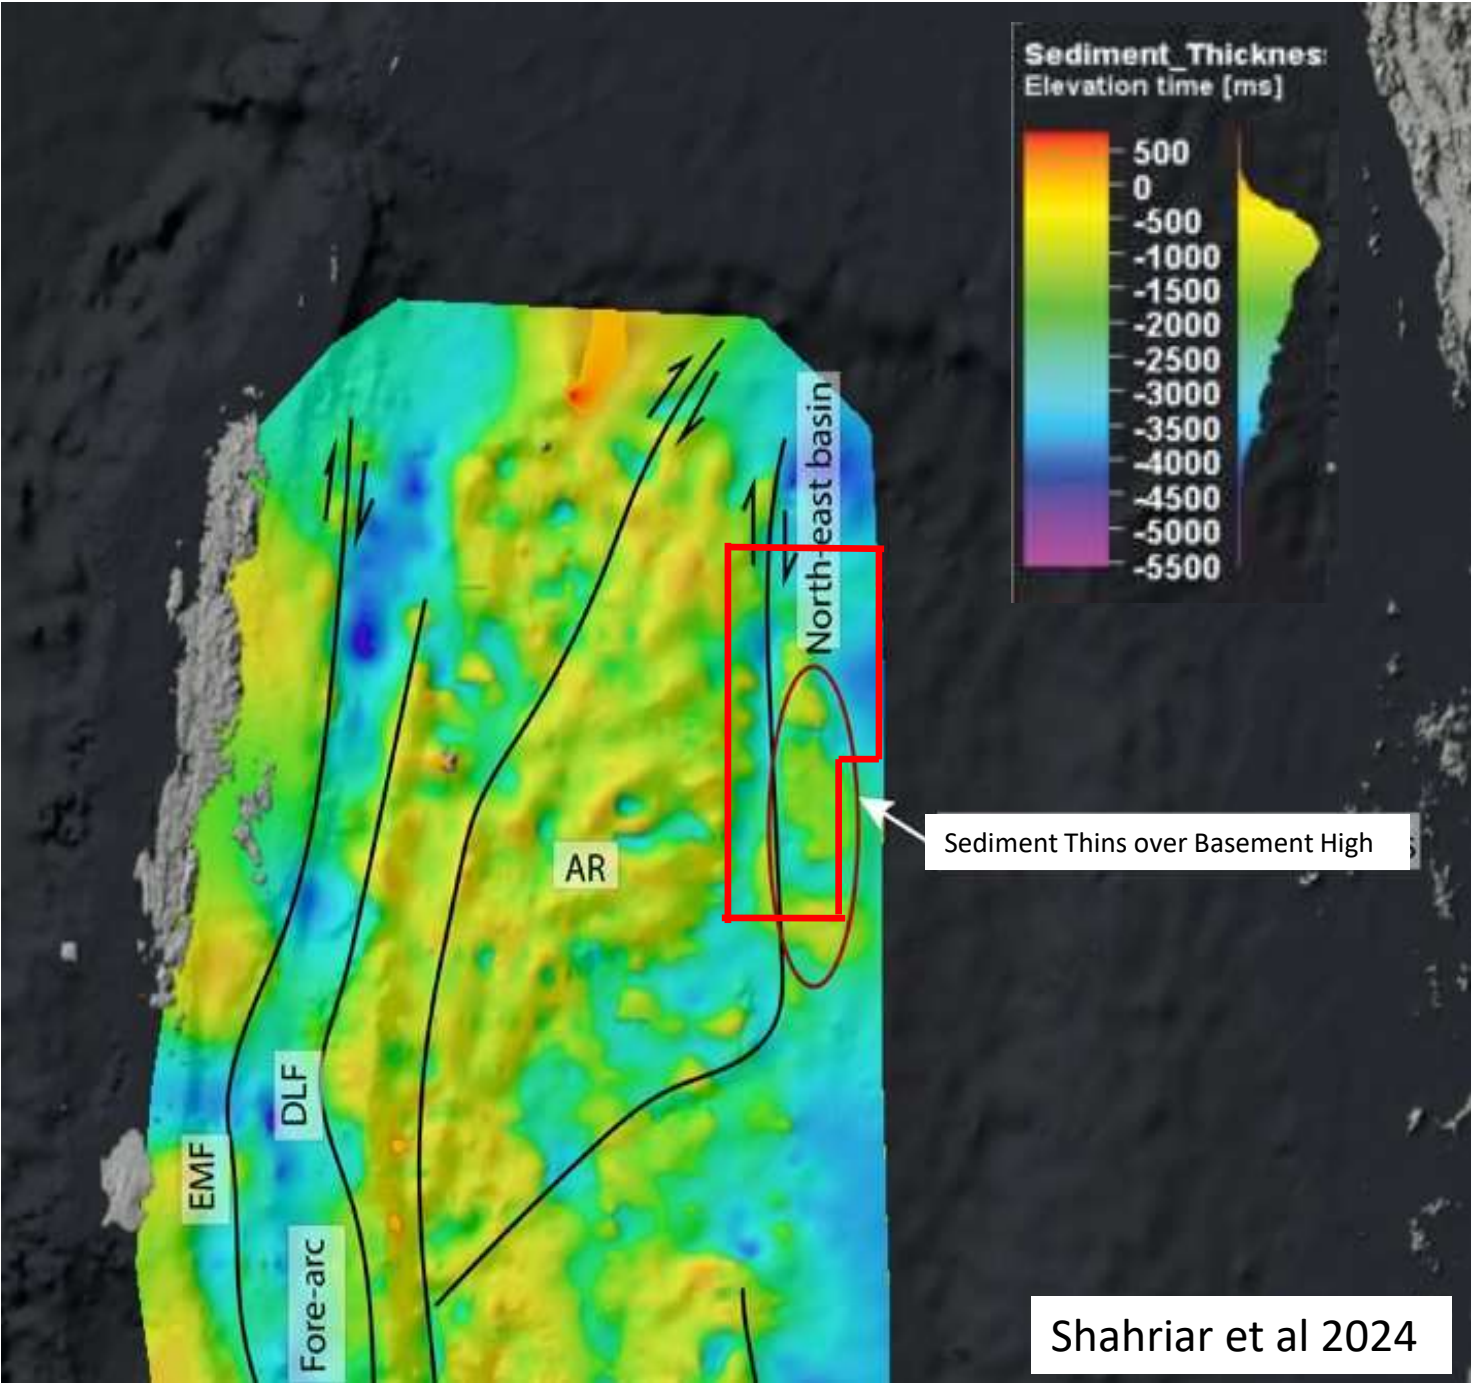 Sediment_Thicknes
Elevation time [ms]
500
0
-500
-1000
-1500
-2000
-2500
-3000
-3500
-4000
-4500
-5000
-5500
North-east basin
Sediment Thins over Basement High
AR
DLF
EMF
Fore-arc
Shahriar et al 2024